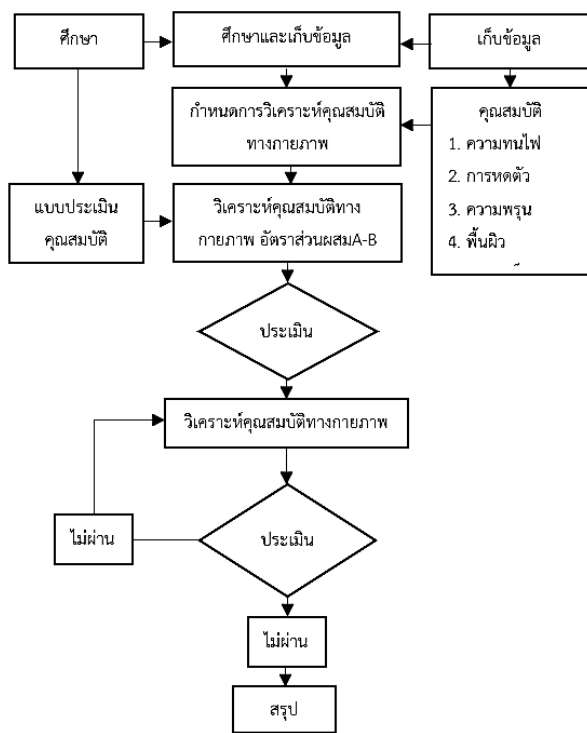 ศึกษา
ศึกษาและเก็บข้อมูล
เก็บข้อมูล
กำหนดการวิเคราะห์คุณสมบัติ
ทางกายภาพ
คุณสมบัติ
1. ความทนไฟ
2. การหดตัว
3. ความพรุน
4. พื้นผิว
แบบประเมิน
คุณสมบัติ
วิเคราะห์คุณสมบัติทาง
กายภาพ อัตราส่วนผสมA-B
ประเมิน
วิเคราะห์คุณสมบัติทางกายภาพ
ไม่ผ่าน
ประเมิน
ไม่ผ่าน
สรุป